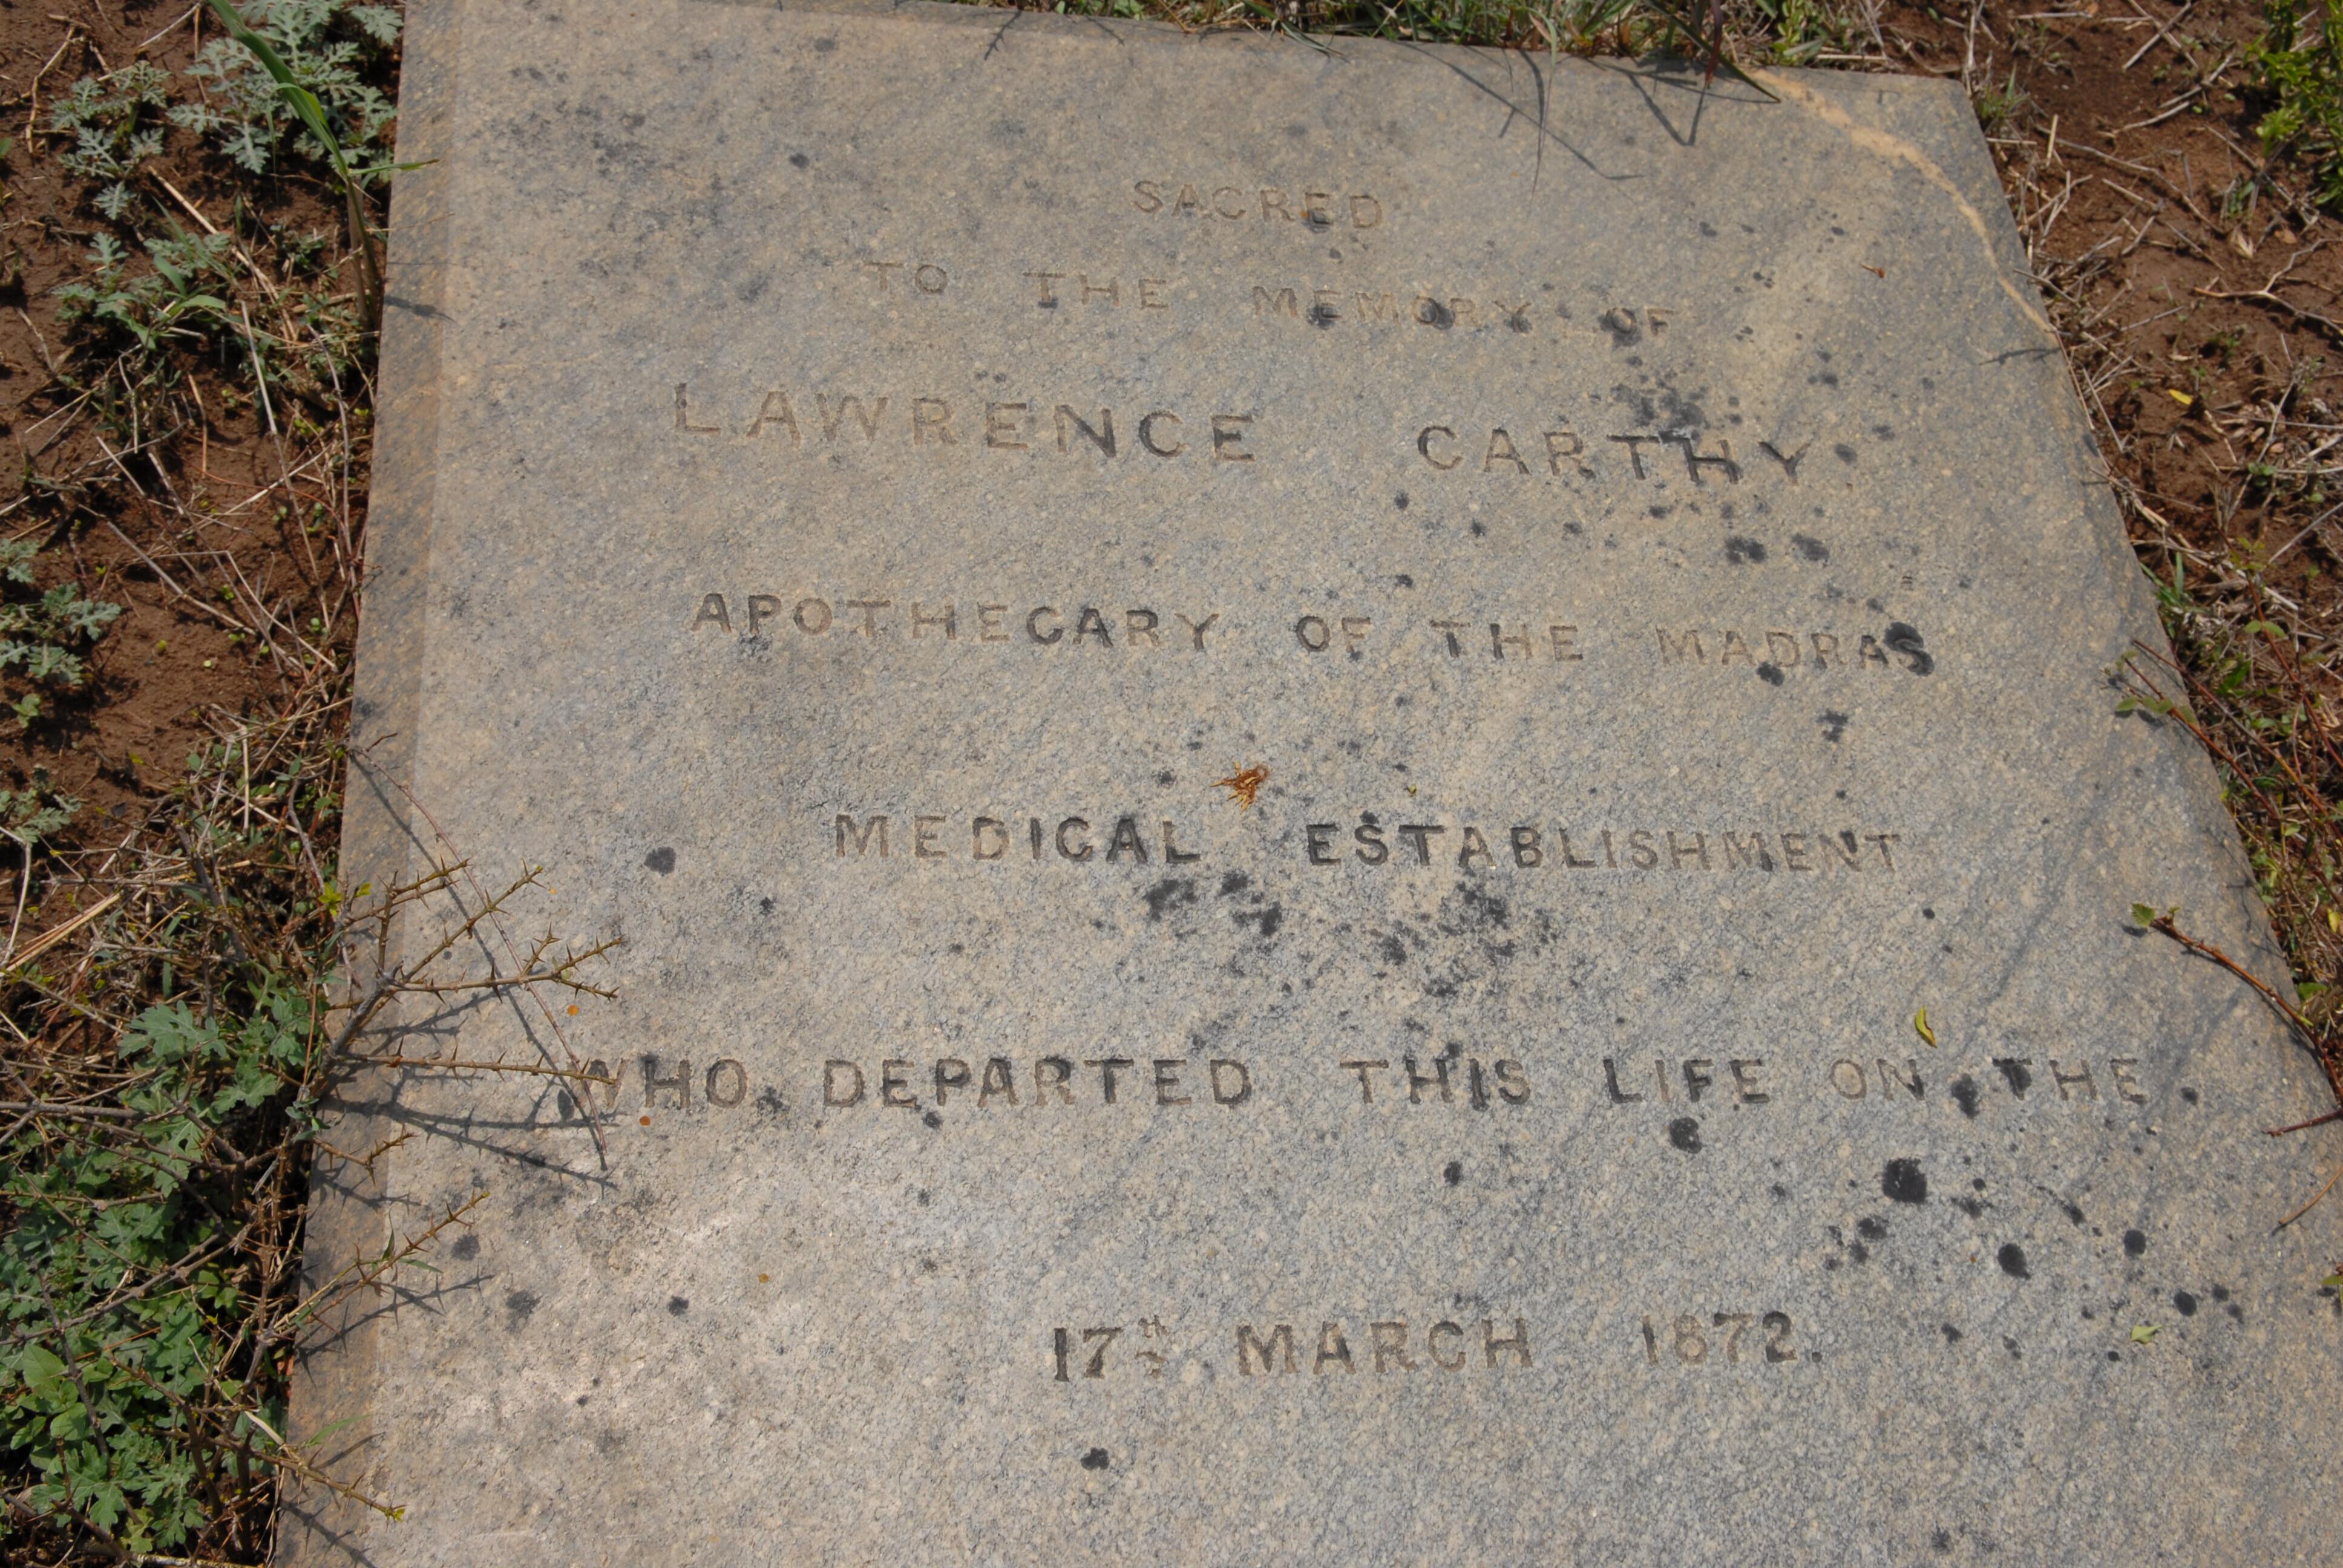 SACRED
TO THE MEMORY OF
LAWRENCE CARTHY
APOTHECARY OF THE MADRAS
MEDICAL ESTABLISHMENT
WHO DEPARTED THIS LIFE ON THE
17TH MARCH 1872.